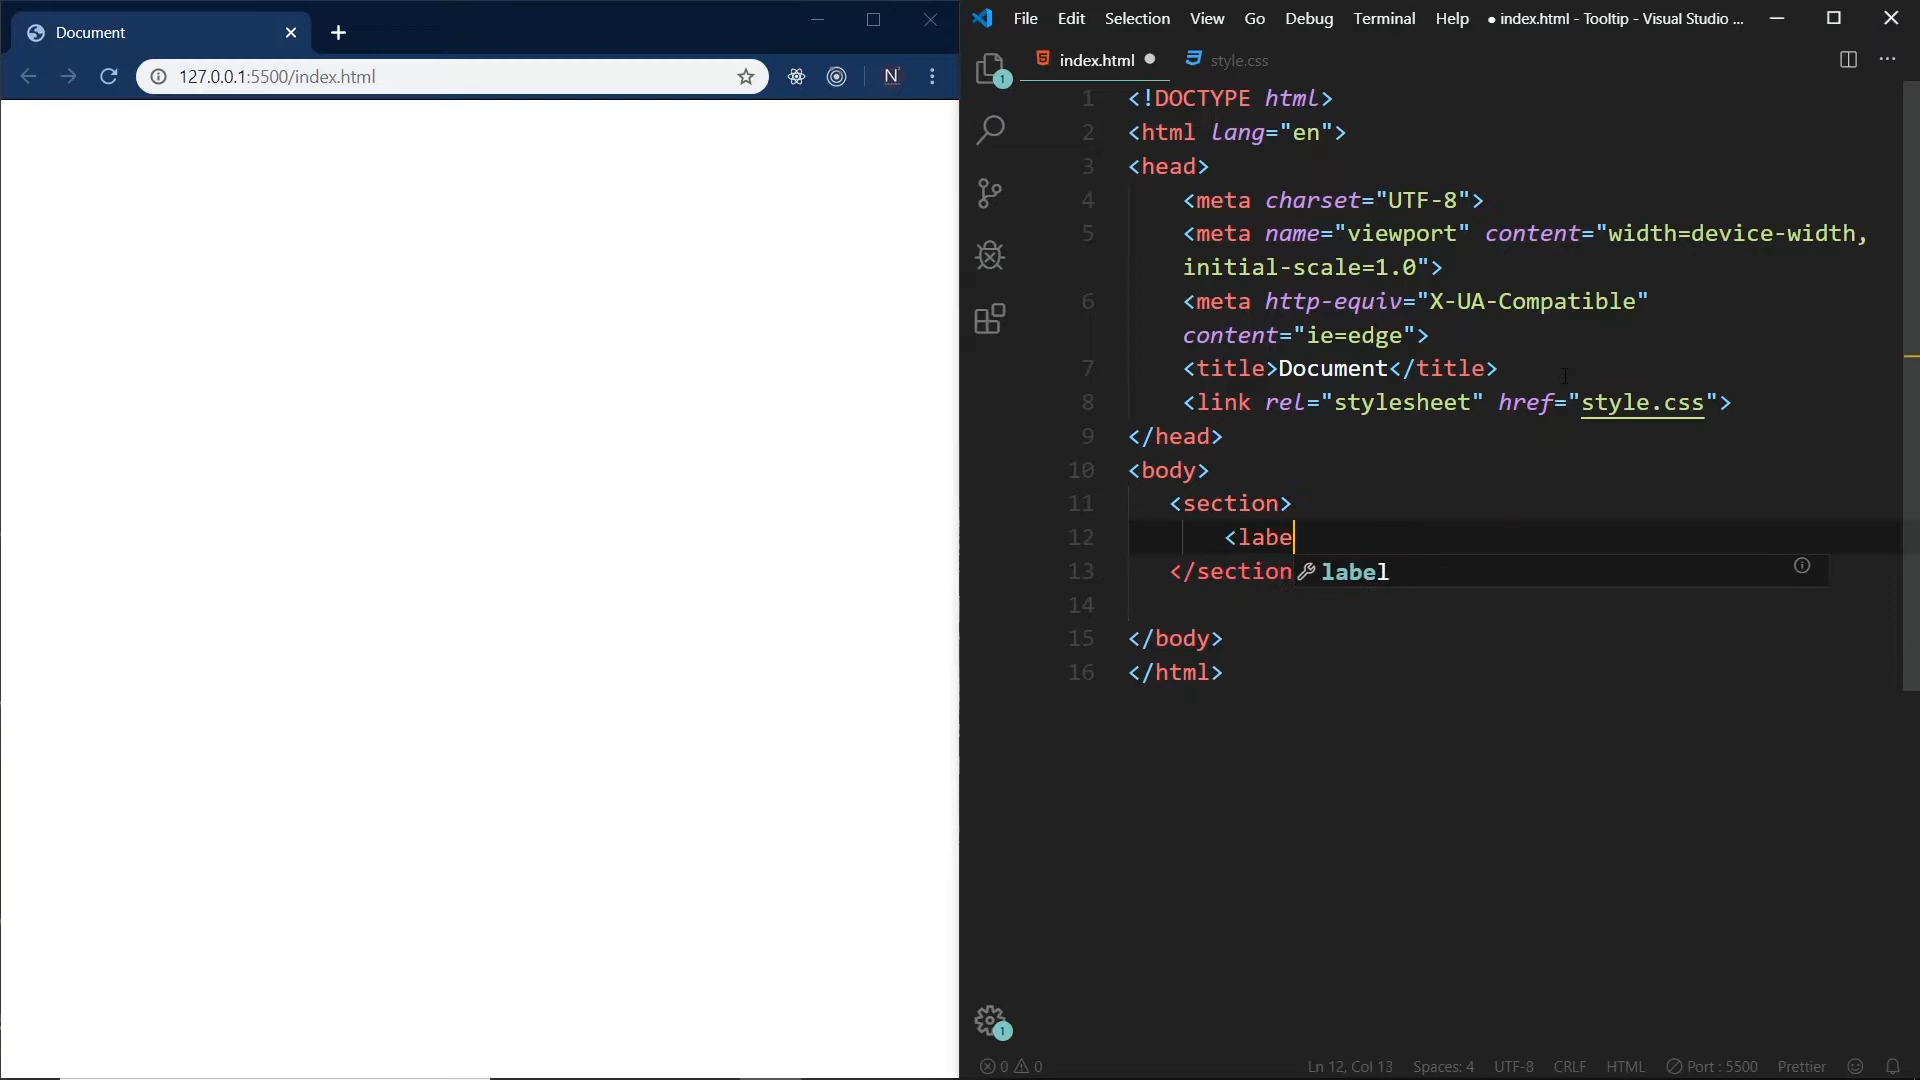 Document
127.0.0.1:5500/index.html
N
File Edit Selection View Go Debug Terminal Help ● index.html - Tooltip - Visual Studio ...
1
index.html ● style.css
1 <!DOCTYPE html>
2 <html lang="en">
3 <head>
4 <meta charset="UTF-8">
5 <meta name="viewport" content="width=device-width,
initial-scale=1.0">
6 <meta http-equiv="X-UA-Compatible"
content="ie=edge">
7 <title>Document</title>
8 <link rel="stylesheet" href="style.css">
9 </head>
10 <body>
11 <section>
12 <labe
13 </section label
14
15 </body>
16 </html>
1
0 0 Ln 12, Col 13 Spaces: 4 UTF-8 CRLF HTML Port : 5500 Prettier